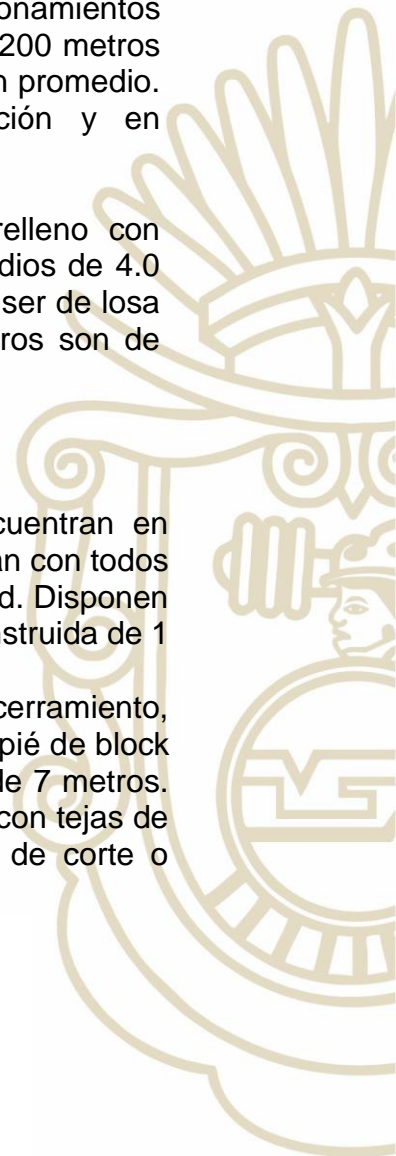 onamientos
200 metros
n promedio.
ción y en
relleno con
dios de 4.0
ser de losa
ros son de
cuentran en
an con todos
d. Disponen
nstruida de 1
cerramiento,
pié de block
de 7 metros.
con tejas de
de corte o